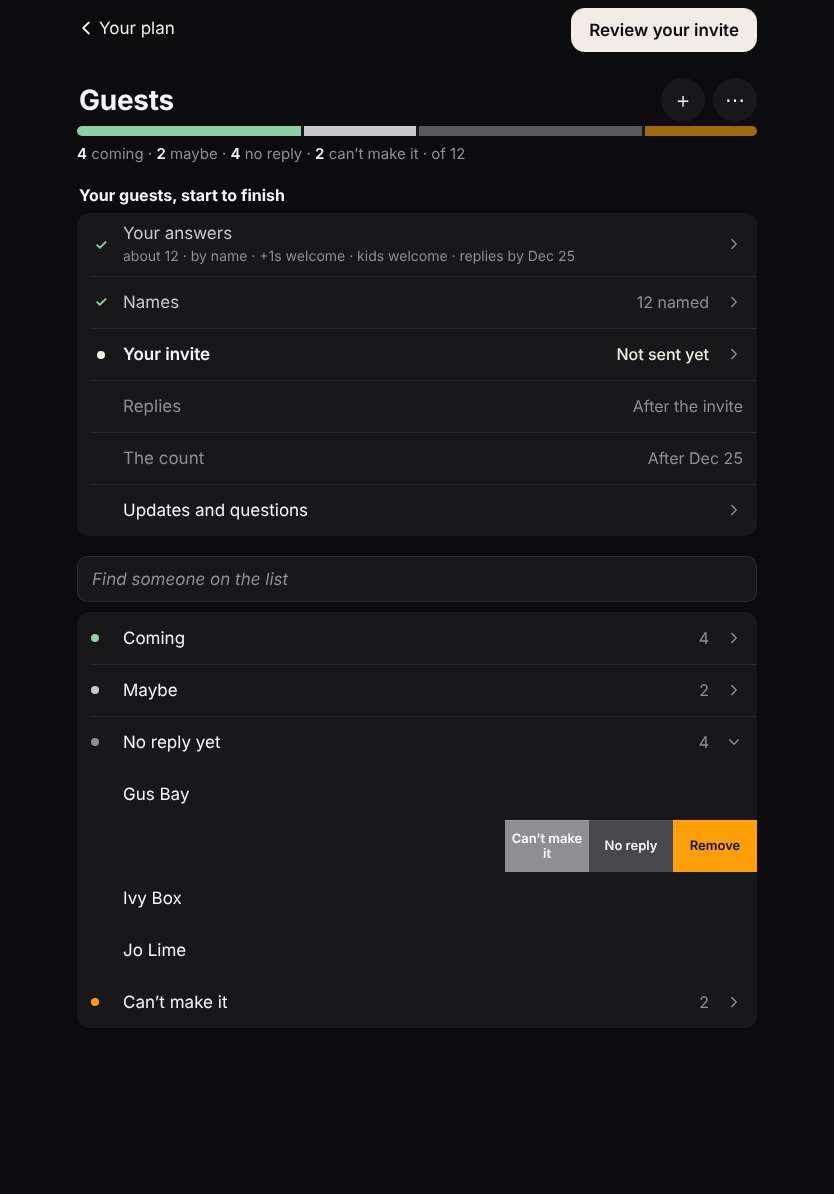 Your plan
Review your invite
Guests
+
4 coming · 2 maybe · 4 no reply · 2 can’t make it · of 12
Your guests, start to finish
Your answers
about 12 · by name · +1s welcome · kids welcome · replies by Dec 25
Names 12 named
Your invite Not sent yet
Replies After the invite
The count After Dec 25
Updates and questions
Find someone on the list
Coming 4
Maybe 2
No reply yet 4
Gus Bay
Can’t make
it
No reply
Remove
Ivy Box
Jo Lime
Can’t make it 2